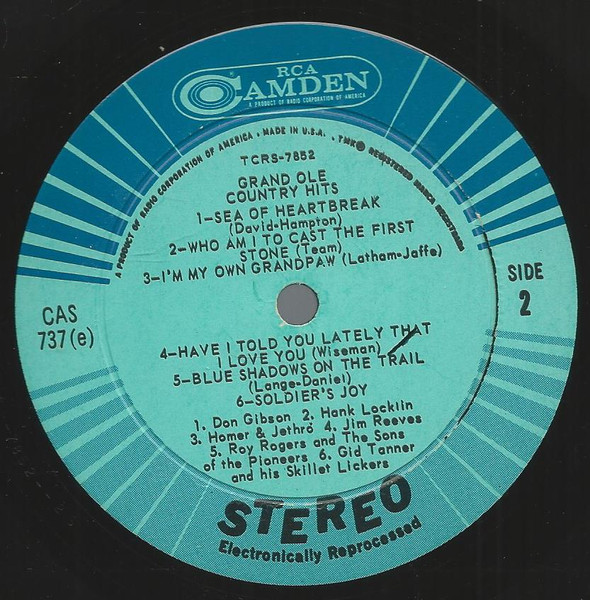 RCA
CAMDEN
®
A PRODUCT OF RADIO CORPORATION OF AMERICA
A PRODUCT OF RADIO CORPORATION OF AMERICA • MADE IN U.S.A. • TMK® REGISTERED MARCA REGISTRADA
TCRS-7852
GRAND OLE
COUNTRY HITS
1—SEA OF HEARTBREAK
(David-Hampton)
2—WHO AM I TO CAST THE FIRST
STONE (Team)
3—I'M MY OWN GRANDPAW (Latham-Jaffe)
CAS
737(e)
SIDE
2
4—HAVE I TOLD YOU LATELY THAT
I LOVE YOU (Wiseman)
5—BLUE SHADOWS ON THE TRAIL
(Lange-Daniel)
6—SOLDIER'S JOY
1. Don Gibson 2. Hank Locklin
3. Homer & Jethro 4. Jim Reeves
5. Roy Rogers and The Sons
of the Pioneers 6. Gid Tanner
and his Skillet Lickers
STEREO
Electronically Reprocessed